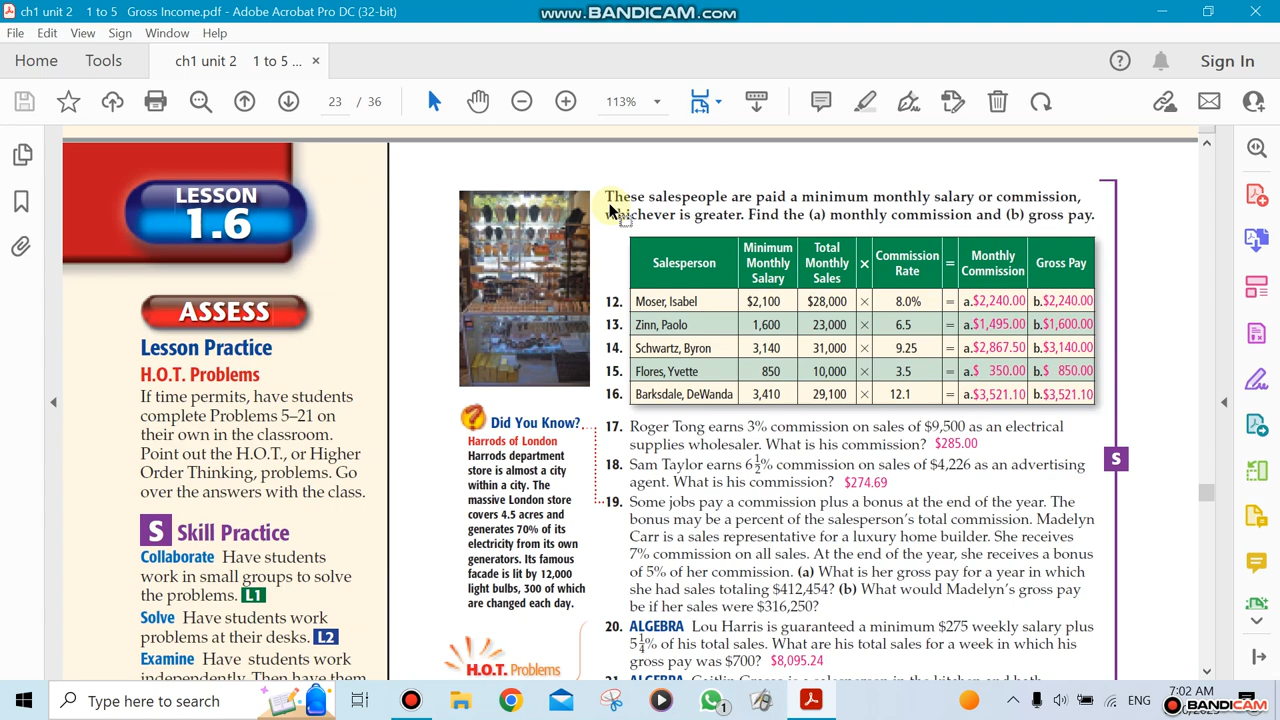 ch1 unit 2 1 to 5 Gross Income.pdf - Adobe Acrobat Pro DC (32-bit)
www.BANDICAM.com
File Edit View Sign Window Help
Home Tools ch1 unit 2 1 to 5 ... × Sign In
23 / 36 113%
LESSON
1.6
ASSESS
Lesson Practice
H.O.T. Problems
If time permits, have students
complete Problems 5–21 on
their own in the classroom.
Point out the H.O.T., or Higher
Order Thinking, problems. Go
over the answers with the class.
S Skill Practice
Collaborate Have students
work in small groups to solve
the problems. L1
Solve Have students work
problems at their desks. L2
Examine Have students work
independently. Then have them
These salespeople are paid a minimum monthly salary or commission,
whichever is greater. Find the (a) monthly commission and (b) gross pay.
Salesperson Minimum Monthly Salary Total Monthly Sales × Commission Rate = Monthly Commission Gross Pay
12. Moser, Isabel $2,100 $28,000 × 8.0% = a. $2,240.00 b. $2,240.00
13. Zinn, Paolo 1,600 23,000 × 6.5 = a. $1,495.00 b. $1,600.00
14. Schwartz, Byron 3,140 31,000 × 9.25 = a. $2,867.50 b. $3,140.00
15. Flores, Yvette 850 10,000 × 3.5 = a. $ 350.00 b. $ 850.00
16. Barksdale, DeWanda 3,410 29,100 × 12.1 = a. $3,521.10 b. $3,521.10
Did You Know?
Harrods of London
Harrods department
store is almost a city
within a city. The
massive London store
covers 4.5 acres and
generates 70% of its
electricity from its own
generators. Its famous
facade is lit by 12,000
light bulbs, 300 of which
are changed each day.
H.O.T. Problems
17. Roger Tong earns 3% commission on sales of $9,500 as an electrical
supplies wholesaler. What is his commission? $285.00
18. Sam Taylor earns 6 1/2% commission on sales of $4,226 as an advertising
agent. What is his commission? $274.69
19. Some jobs pay a commission plus a bonus at the end of the year. The
bonus may be a percent of the salesperson's total commission. Madelyn
Carr is a sales representative for a luxury home builder. She receives
7% commission on all sales. At the end of the year, she receives a bonus
of 5% of her commission. (a) What is her gross pay for a year in which
she had sales totaling $412,454? (b) What would Madelyn's gross pay
be if her sales were $316,250?
20. ALGEBRA Lou Harris is guaranteed a minimum $275 weekly salary plus
5 1/4% of his total sales. What are his total sales for a week in which his
gross pay was $700? $8,095.24
S
Type here to search
1
ENG
7:02 AM
BANDICAM